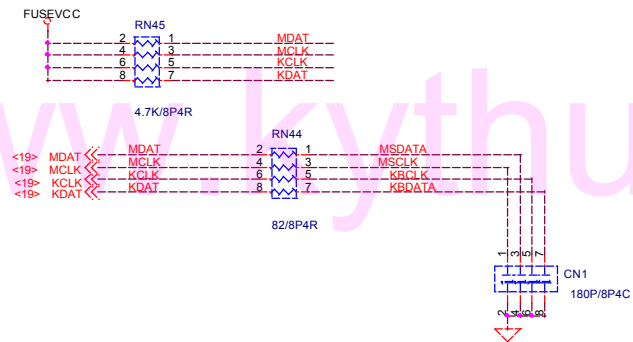 FUSEVCC
RN45
2 1 MDAT
4 3 MCLK
6 5 KCLK
8 7 KDAT
4.7K/8P4R
RN44
<19> MDAT MDAT 2 1 MSDATA
<19> MCLK MCLK 4 3 MSCLK
<19> KCLK KCLK 6 5 KBCLK
<19> KDAT KDAT 8 7 KBDATA
82/8P4R
1 3 5 7
CN1
180P/8P4C
2 4 6 8
w.kythu